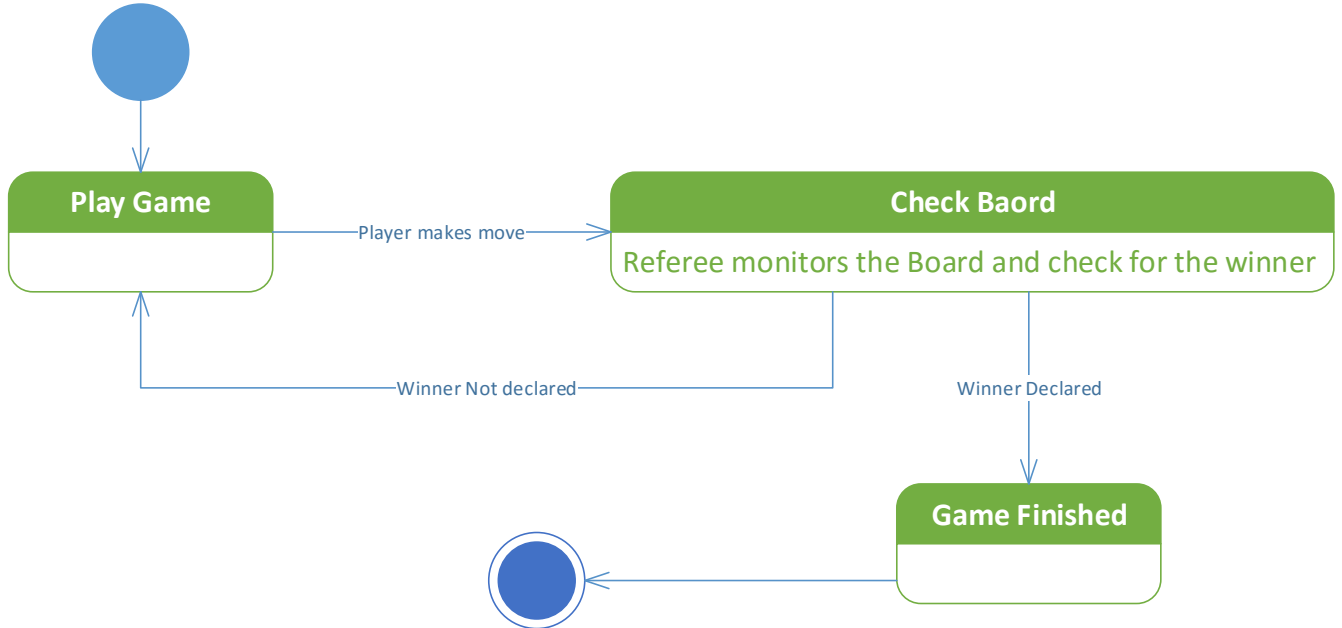 Play Game
Check Baord
Player makes move
Referee monitors the Board and check for the winner
Winner Not declared
Winner Declared
Game Finished